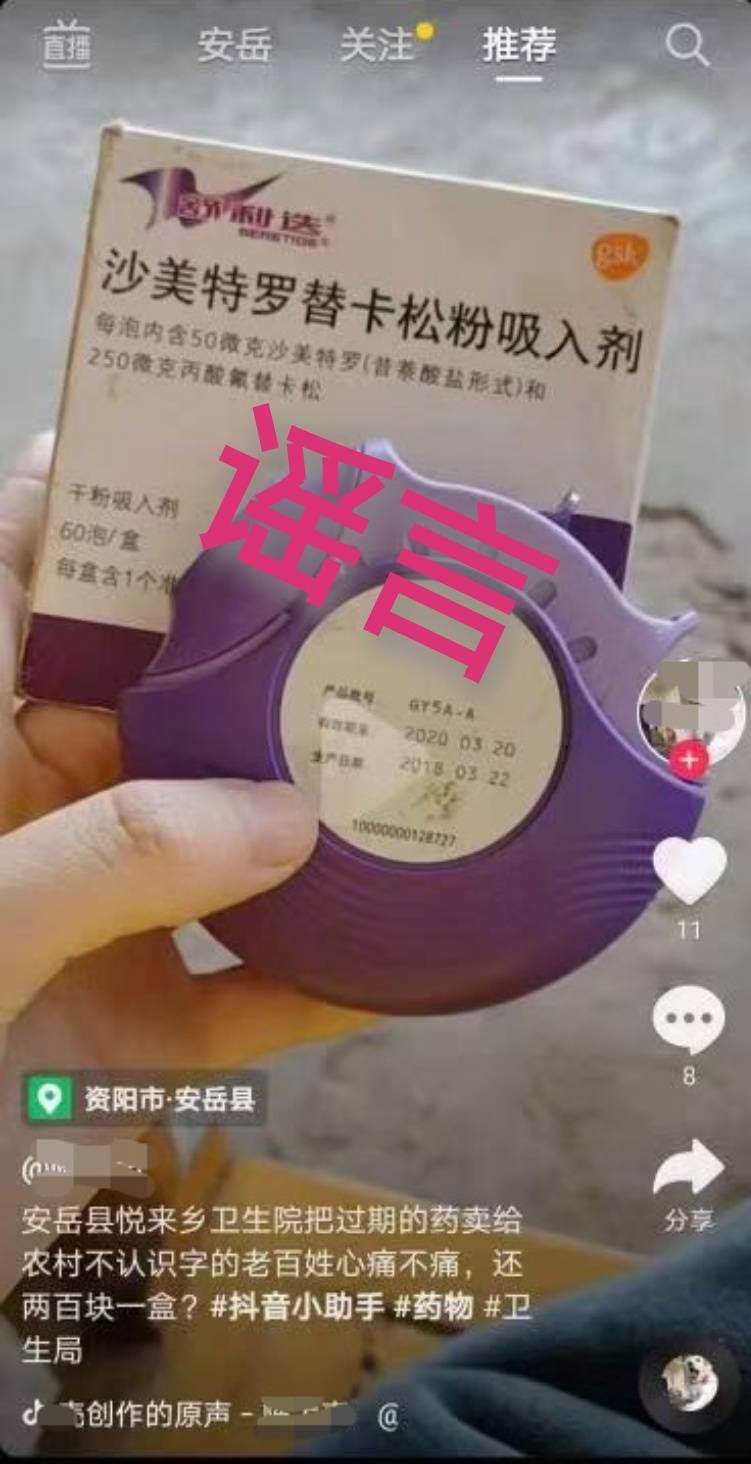 直播 安岳 关注 推荐
舒利迭®
SERETIDE®
gsk
沙美特罗替卡松粉吸入剂
每泡内含50微克沙美特罗(昔萘酸盐形式)和
250微克丙酸氟替卡松
干粉吸入剂
60泡/盒
每盒含1个准
谣言
产品批号 GY5A-A
有效期至 2020 03 20
生产日期 2018 03 22
10000000128727
11
8
分享
资阳市·安岳县
@
安岳县悦来乡卫生院把过期的药卖给
农村不认识字的老百姓心痛不痛，还
两百块一盒？#抖音小助手 #药物 #卫
生局
创作的原声 - @